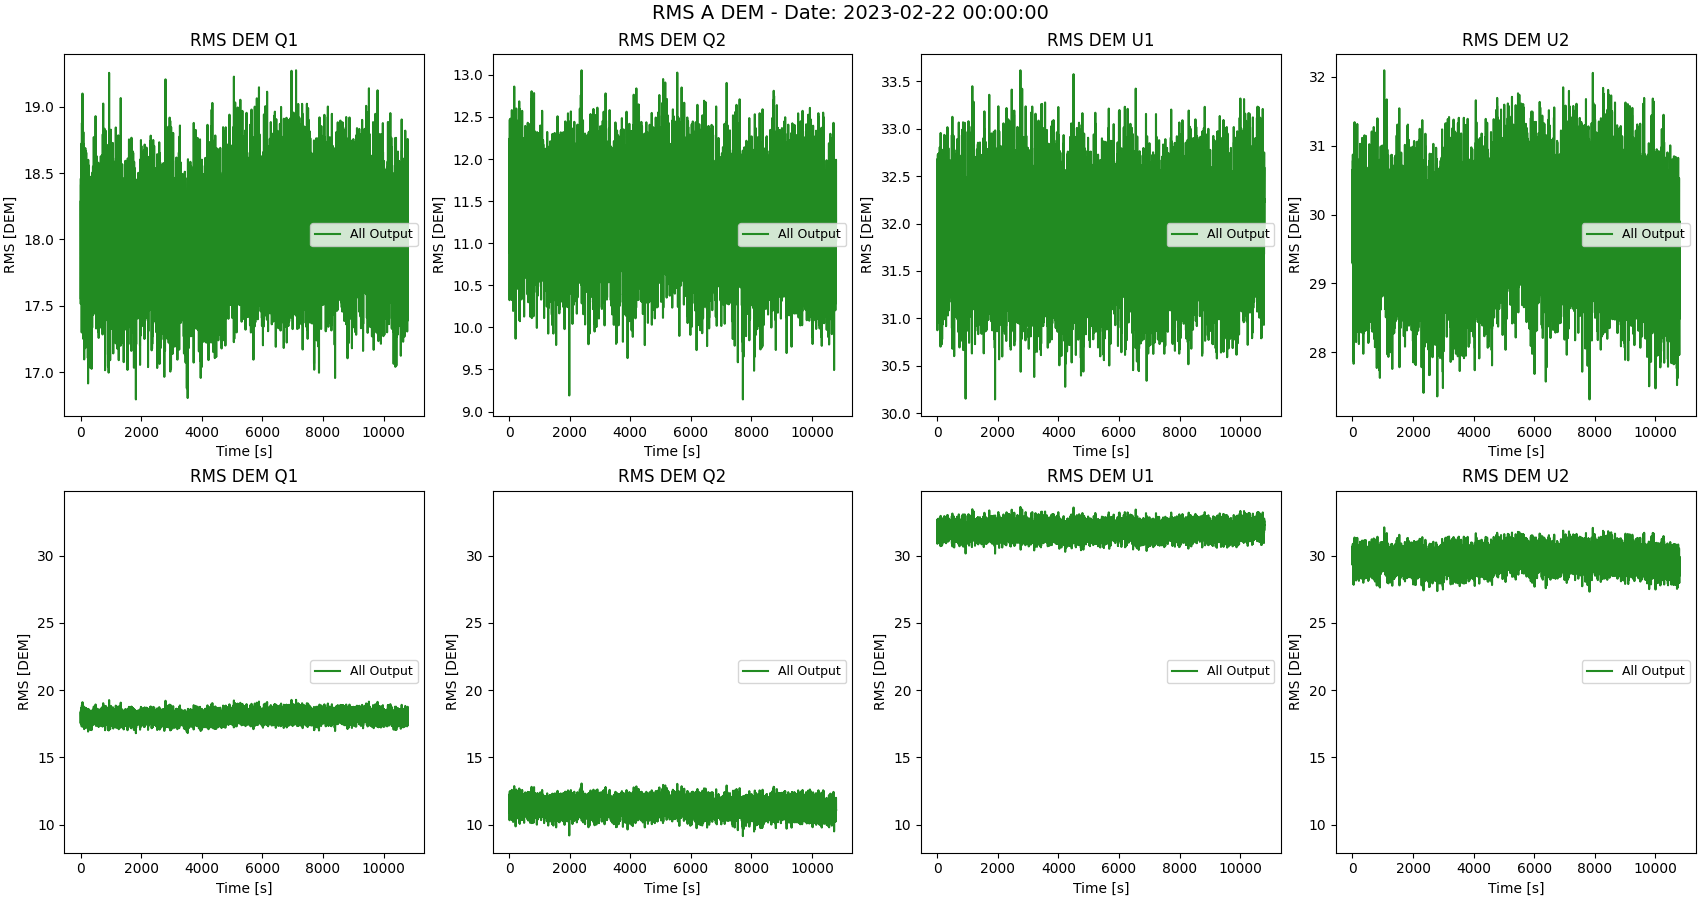 RMS A DEM - Date: 2023-02-22 00:00:00
RMS DEM Q1
RMS [DEM]
19.0
18.5
18.0
17.5
17.0
All Output
0 2000 4000 6000 8000 10000
Time [s]
RMS DEM Q2
RMS [DEM]
13.0
12.5
12.0
11.5
11.0
10.5
10.0
9.5
9.0
All Output
0 2000 4000 6000 8000 10000
Time [s]
RMS DEM U1
RMS [DEM]
33.5
33.0
32.5
32.0
31.5
31.0
30.5
30.0
All Output
0 2000 4000 6000 8000 10000
Time [s]
RMS DEM U2
RMS [DEM]
32
31
30
29
28
All Output
0 2000 4000 6000 8000 10000
Time [s]
RMS DEM Q1
RMS [DEM]
30
25
20
15
10
All Output
0 2000 4000 6000 8000 10000
Time [s]
RMS DEM Q2
RMS [DEM]
30
25
20
15
10
All Output
0 2000 4000 6000 8000 10000
Time [s]
RMS DEM U1
RMS [DEM]
30
25
20
15
10
All Output
0 2000 4000 6000 8000 10000
Time [s]
RMS DEM U2
RMS [DEM]
30
25
20
15
10
All Output
0 2000 4000 6000 8000 10000
Time [s]